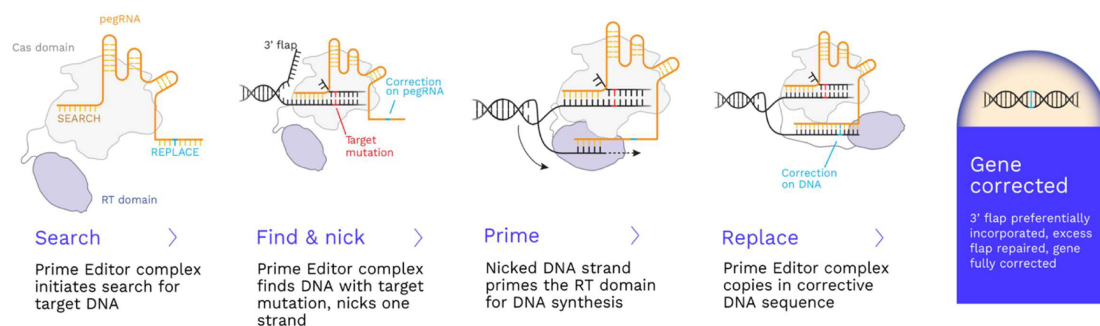 pegRNA
Cas domain
SEARCH
REPLACE
RT domain
Search
Prime Editor complex
initiates search for
target DNA
3' flap
Correction
on pegRNA
Target
mutation
Find & nick
Prime Editor complex
finds DNA with target
mutation, nicks one
strand
Prime
Nicked DNA strand
primes the RT domain
for DNA synthesis
Correction
on DNA
Replace
Prime Editor complex
copies in corrective
DNA sequence
Gene
corrected
3' flap preferentially
incorporated, excess
flap repaired, gene
fully corrected